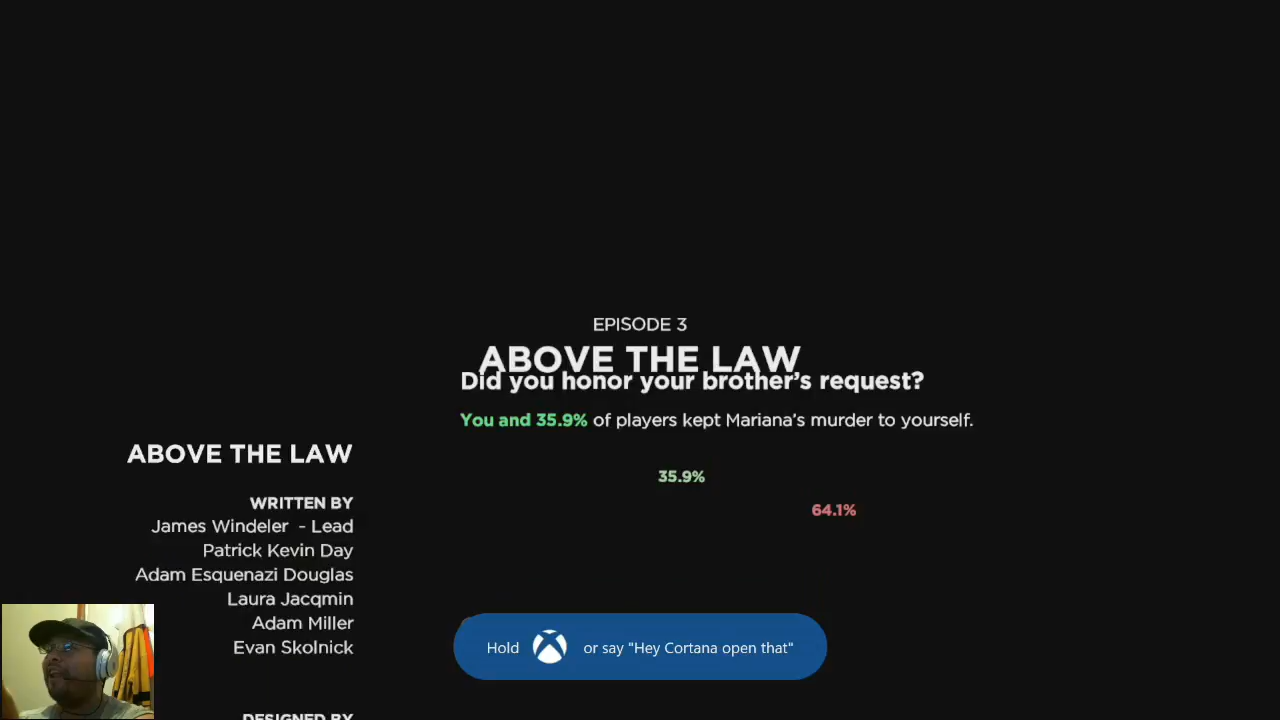 EPISODE 3
ABOVE THE LAW
Did you honor your brother's request?
You and 35.9% of players kept Mariana's murder to yourself.
35.9%
64.1%
ABOVE THE LAW
WRITTEN BY
James Windeler - Lead
Patrick Kevin Day
Adam Esquenazi Douglas
Laura Jacqmin
Adam Miller
Evan Skolnick
DESIGNED BY
Hold or say "Hey Cortana open that"